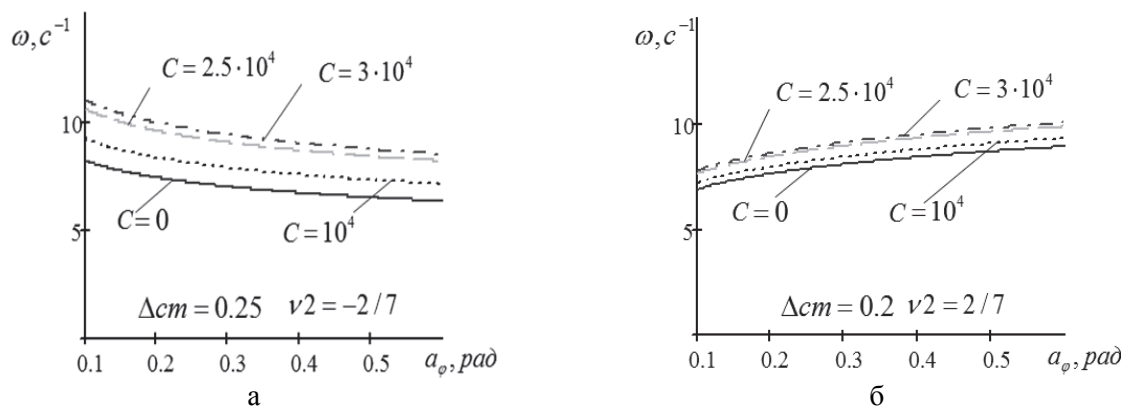 ω, c⁻¹
C = 2.5·10⁴
C = 3·10⁴
10
5
C = 0
C = 10⁴
Δcm = 0.25 ν2 = −2/7
0.1 0.2 0.3 0.4 0.5 aφ, рад
а
ω, c⁻¹
C = 2.5·10⁴
C = 3·10⁴
10
5
C = 0
C = 10⁴
Δcm = 0.2 ν2 = 2/7
0.1 0.2 0.3 0.4 0.5 aφ, рад
б